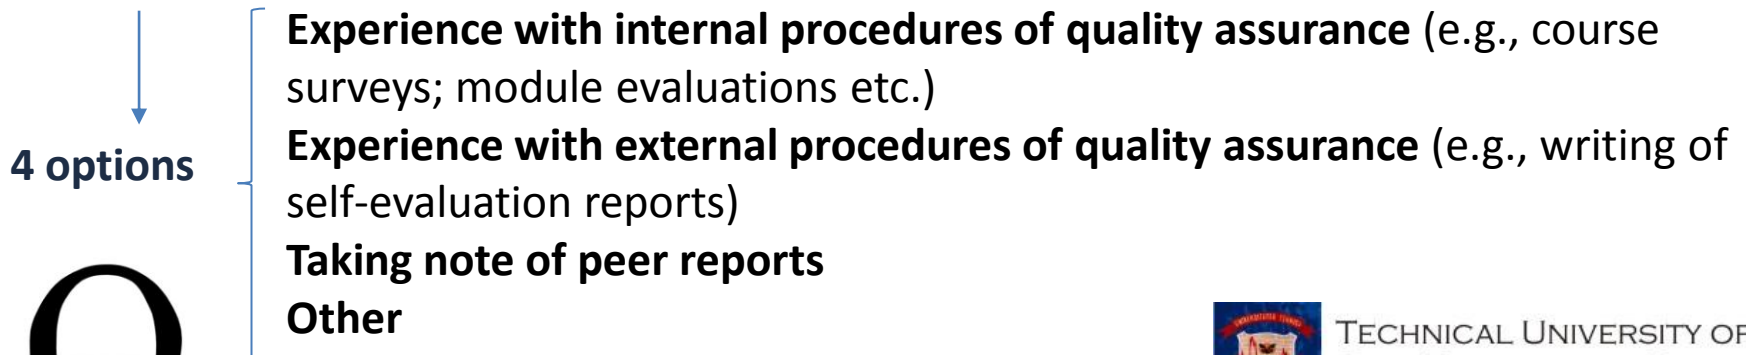 Experience with internal procedures of quality assurance (e.g., course
surveys; module evaluations etc.)
4 options
Experience with external procedures of quality assurance (e.g., writing of
self-evaluation reports)
Taking note of peer reports
Other
TECHNICAL UNIVERSITY OF